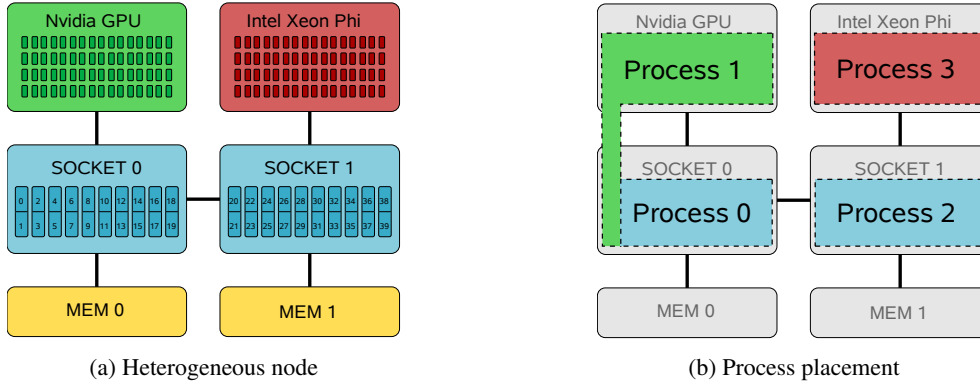 Nvidia GPU
Intel Xeon Phi
SOCKET 0
SOCKET 1
0 2 4 6 8 10 12 14 16 18
1 3 5 7 9 11 13 15 17 19
20 22 24 26 28 30 32 34 36 38
21 23 25 27 29 31 33 35 37 39
MEM 0
MEM 1
(a) Heterogeneous node
Nvidia GPU
Intel Xeon Phi
Process 1
Process 3
SOCKET 0
SOCKET 1
Process 0
Process 2
MEM 0
MEM 1
(b) Process placement